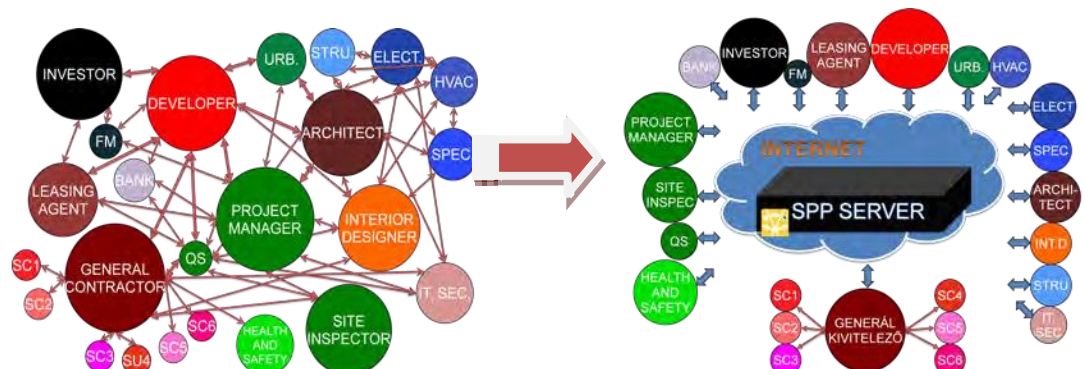 INVESTOR
DEVELOPER
URB.
STRU.
ELECT.
HVAC
FM
ARCHITECT
SPEC
LEASING
AGENT
BANK
PROJECT
MANAGER
INTERIOR
DESIGNER
QS
GENERAL
CONTRACTOR
IT. SEC.
SC1
SC2
SC3
SU4
SC5
SC6
HEALTH
AND
SAFETY
SITE
INSPECTOR
BANK
INVESTOR
FM
LEASING
AGENT
DEVELOPER
URB.
HVAC
PROJECT
MANAGER
ELECT
INTERNET
SPEC
SITE
INSPEC
SPP SERVER
ARCHI-
TECT
QS
INT.D
HEALTH
AND
SAFETY
STRU
IT.
SEC
SC1
SC2
SC3
GENERÁL
KIVITELEZŐ
SC4
SC5
SC6